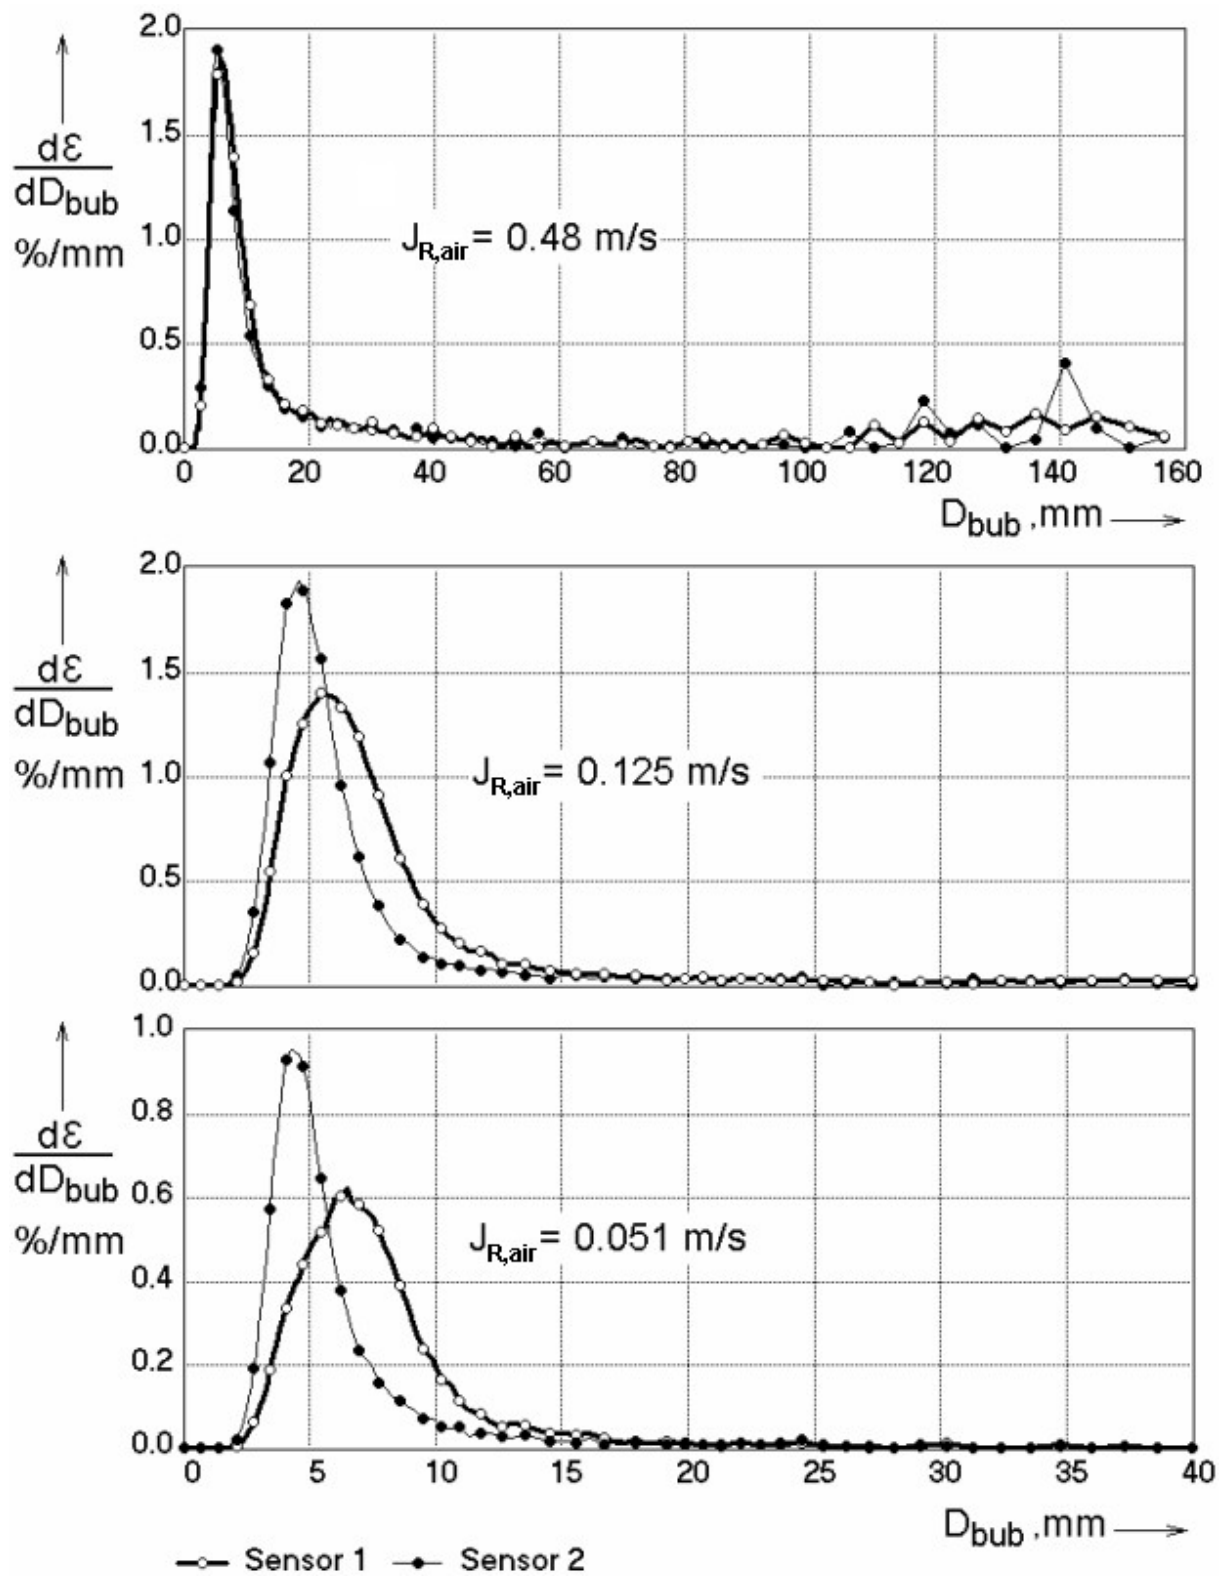 2.0
1.5
1.0
0.5
0.0
dε
dD_bub
%/mm
J_R,air = 0.48 m/s
0 20 40 60 80 100 120 140 160
D_bub ,mm
2.0
1.5
1.0
0.5
0.0
dε
dD_bub
%/mm
J_R,air = 0.125 m/s
1.0
0.8
0.6
0.4
0.2
0.0
dε
dD_bub
%/mm
J_R,air = 0.051 m/s
0 5 10 15 20 25 30 35 40
D_bub ,mm
Sensor 1 Sensor 2